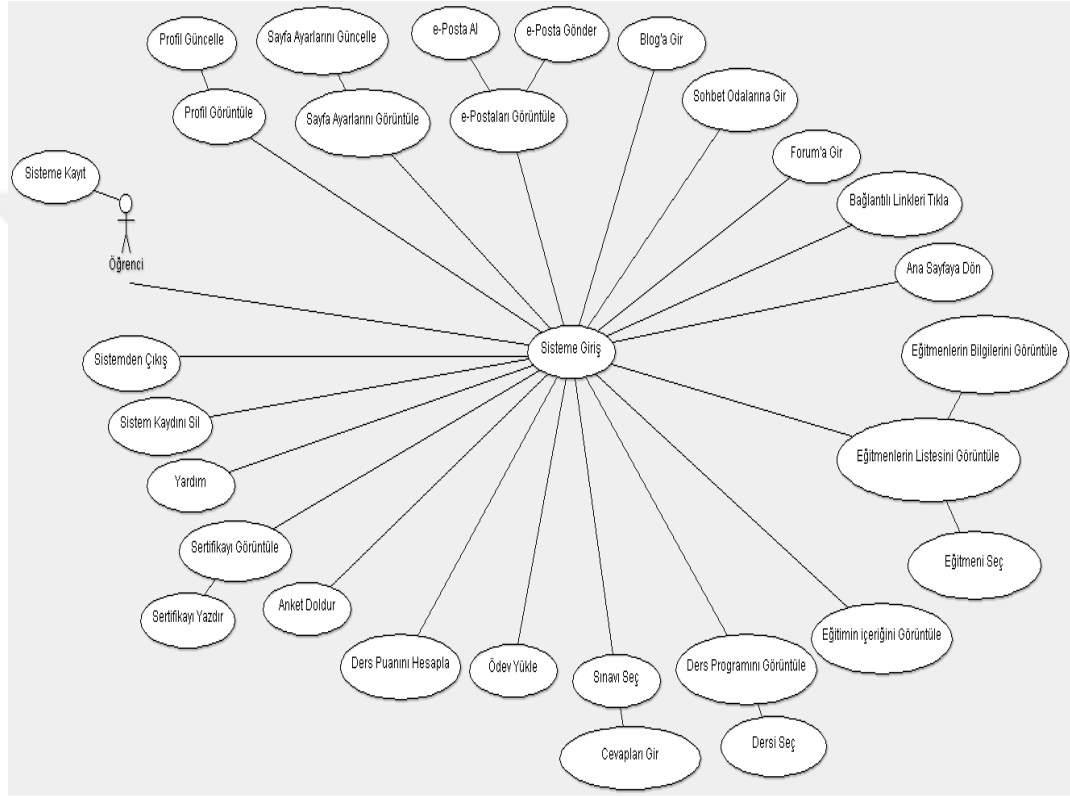 Profil Güncelle
Sayfa Ayarlarını Güncelle
e-Posta Al
e-Posta Gönder
Blog'a Gir
Profil Görüntüle
Sayfa Ayarlarını Görüntüle
e-Postaları Görüntüle
Sohbet Odalarına Gir
Forum'a Gir
Sisteme Kayıt
Bağlantılı Linkleri Tıkla
Öğrenci
Ana Sayfaya Dön
Sisteme Giriş
Eğitmenlerin Bilgilerini Görüntüle
Sistemden Çıkış
Sistem Kaydını Sil
Eğitmenlerin Listesini Görüntüle
Yardım
Sertifikayı Görüntüle
Eğitmeni Seç
Sertifikayı Yazdır
Anket Doldur
Eğitimin içeriğini Görüntüle
Ders Puanını Hesapla
Ödev Yükle
Sınavı Seç
Ders Programını Görüntüle
Dersi Seç
Cevapları Gir